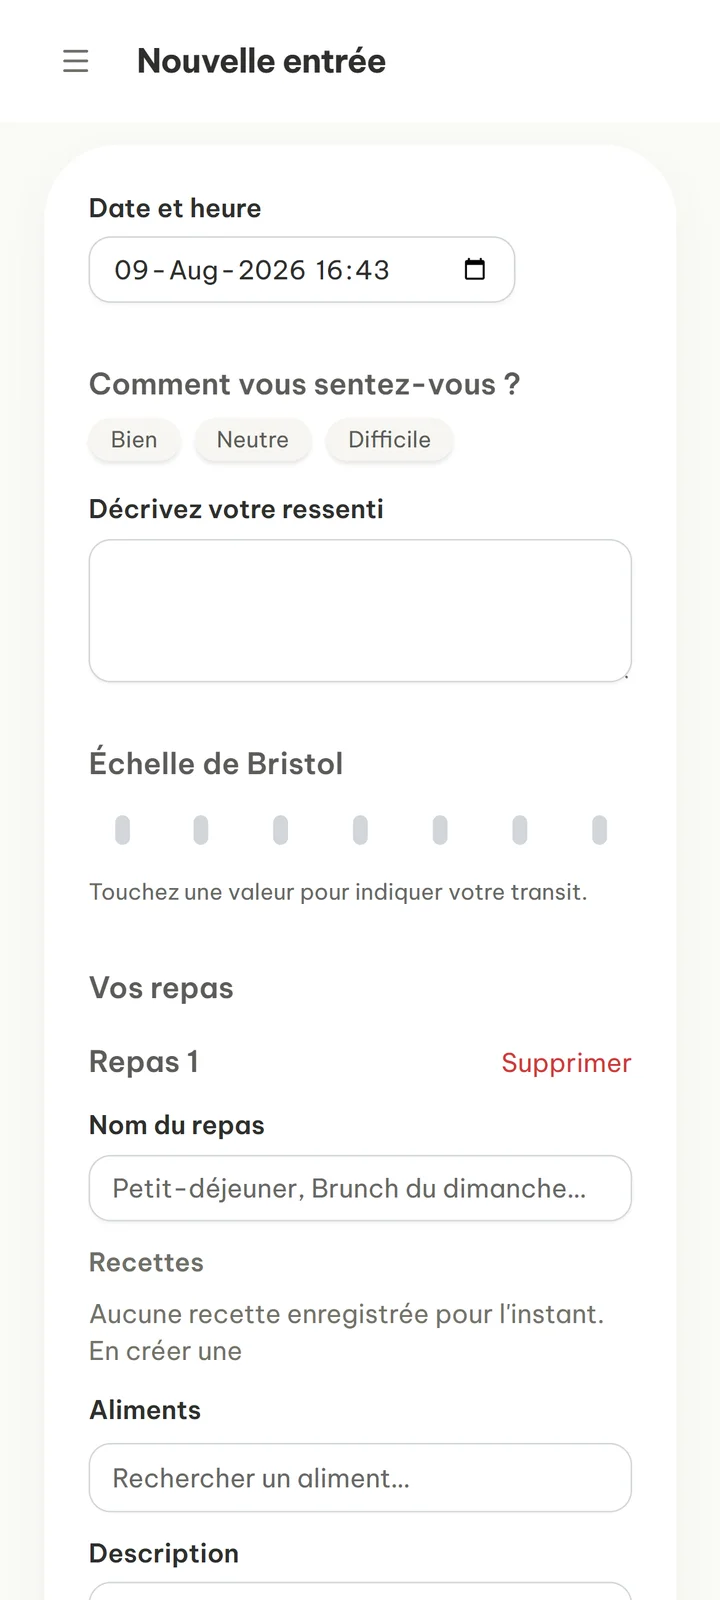 Nouvelle entrée
Date et heure
09-Aug-2026 16:43
Comment vous sentez-vous ?
Bien Neutre Difficile
Décrivez votre ressenti
Échelle de Bristol
Touchez une valeur pour indiquer votre transit.
Vos repas
Repas 1 Supprimer
Nom du repas
Petit-déjeuner, Brunch du dimanche...
Recettes
Aucune recette enregistrée pour l'instant.
En créer une
Aliments
Rechercher un aliment...
Description